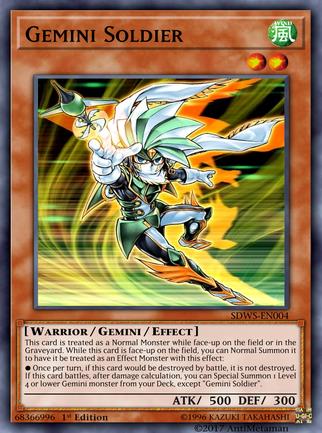 Gemini Soldier
WIND
風
SDWS-EN004
[Warrior / Gemini / Effect]
This card is treated as a Normal Monster while face-up on the field or in the
Graveyard. While this card is face-up on the field, you can Normal Summon it
to have it be treated as an Effect Monster with this effect:
● Once per turn, if this card would be destroyed by battle, it is not destroyed.
If this card battles, after damage calculation, you can Special Summon 1 Level
4 or lower Gemini monster from your Deck, except "Gemini Soldier".
ATK/ 500 DEF/ 300
68366996 1st Edition ©1996 KAZUKI TAKAHASHI
©2017 AntiMetaman